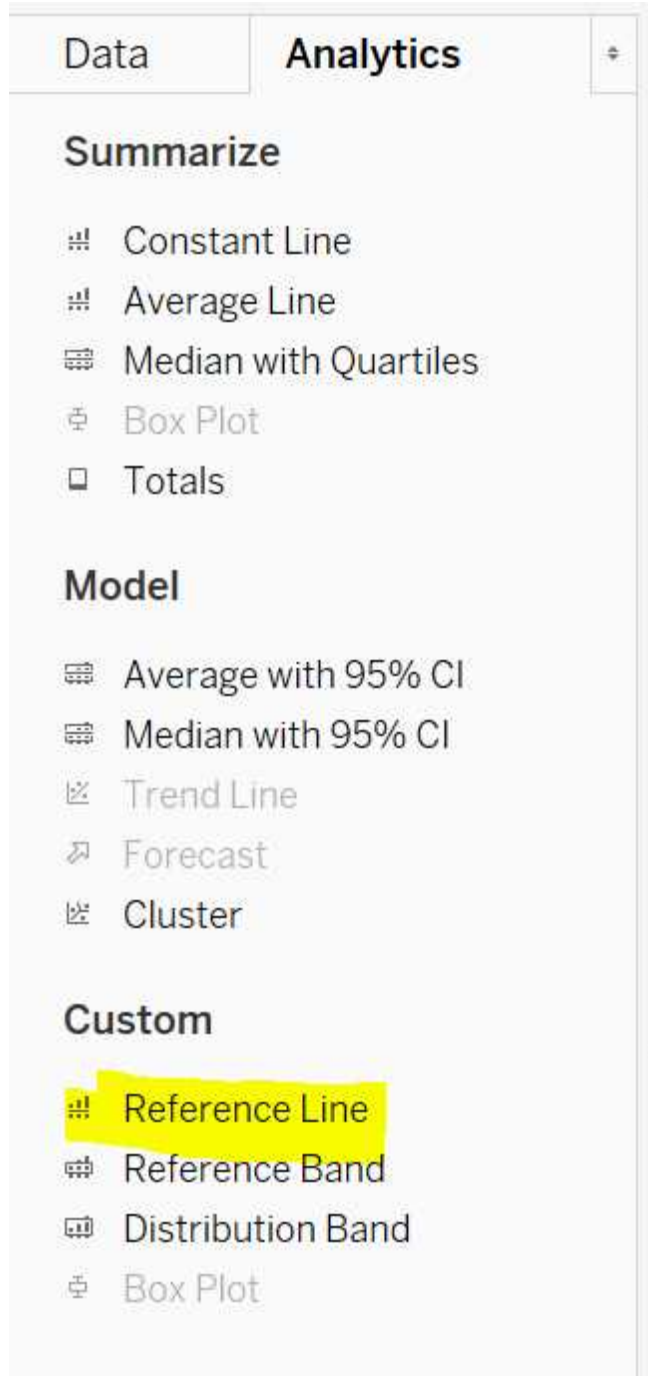 Data Analytics
Summarize
Constant Line
Average Line
Median with Quartiles
Box Plot
Totals
Model
Average with 95% CI
Median with 95% CI
Trend Line
Forecast
Cluster
Custom
Reference Line
Reference Band
Distribution Band
Box Plot